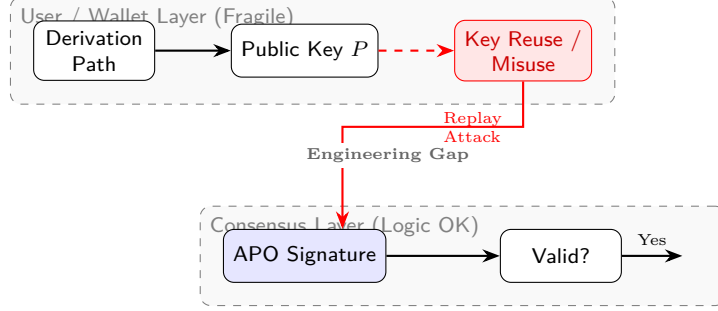 User / Wallet Layer (Fragile)
Derivation
Path
Public Key P
Key Reuse /
Misuse
Replay
Attack
Engineering Gap
Consensus Layer (Logic OK)
APO Signature
Valid?
Yes